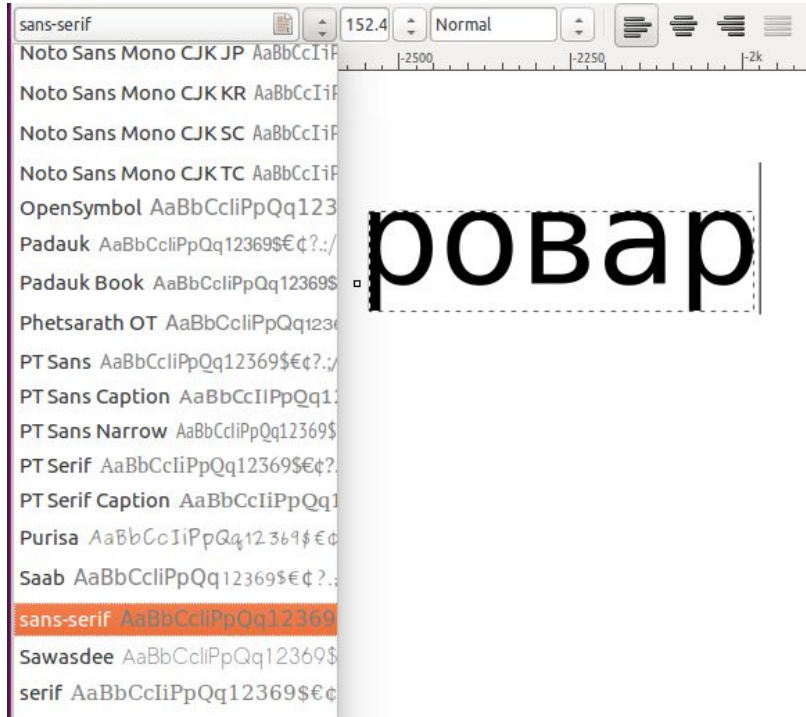 sans-serif 152.4 Normal
-2500 -2250 -2k
Noto Sans Mono CJK JP AaBbCcIiP
Noto Sans Mono CJK KR AaBbCcIiP
Noto Sans Mono CJK SC AaBbCcIiP
Noto Sans Mono CJK TC AaBbCcIiP
OpenSymbol AaBbCcIiPpQq123
Padauk AaBbCcIiPpQq12369$€¢?.:/
Padauk Book AaBbCcIiPpQq12369$
Phetsarath OT AaBbCcIiPpQq1236
PT Sans AaBbCcIiPpQq12369$€¢?.:/
PT Sans Caption AaBbCcIiPpQq12
PT Sans Narrow AaBbCcIiPpQq12369$
PT Serif AaBbCcIiPpQq12369$€¢?.
PT Serif Caption AaBbCcIiPpQq1
Purisa AaBbCcIiPpQq12369$€¢
Saab AaBbCcIiPpQq12369$€¢?.:
sans-serif AaBbCcIiPpQq12369
Sawasdee AaBbCcIiPpQq12369$
serif AaBbCcIiPpQq12369$€¢
ровар